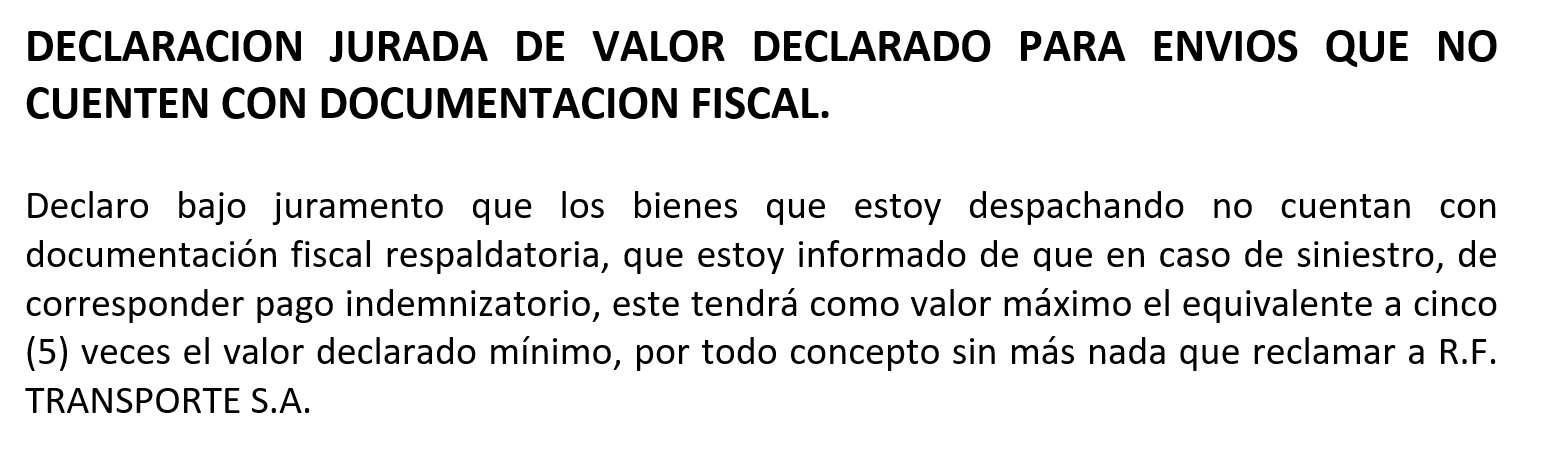 DECLARACION JURADA DE VALOR DECLARADO PARA ENVIOS QUE NO
CUENTEN CON DOCUMENTACION FISCAL.
Declaro bajo juramento que los bienes que estoy despachando no cuentan con
documentación fiscal respaldatoria, que estoy informado de que en caso de siniestro, de
corresponder pago indemnizatorio, este tendrá como valor máximo el equivalente a cinco
(5) veces el valor declarado mínimo, por todo concepto sin más nada que reclamar a R.F.
TRANSPORTE S.A.